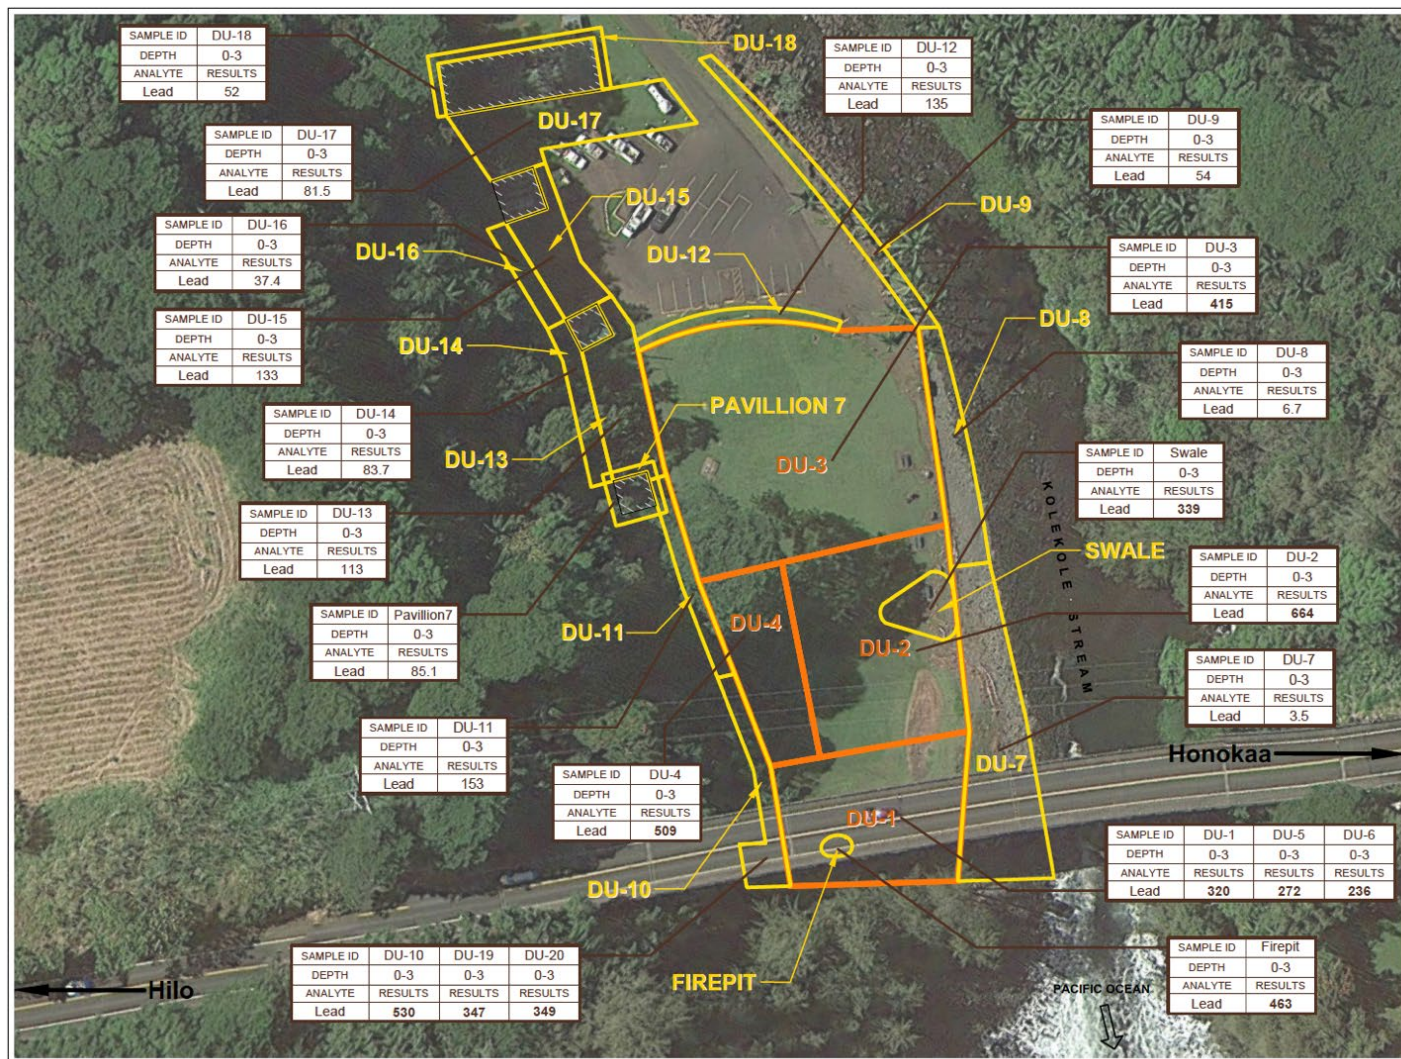 SAMPLE ID DU-18
DEPTH 0-3
ANALYTE RESULTS
Lead 52
DU-18
SAMPLE ID DU-12
DEPTH 0-3
ANALYTE RESULTS
Lead 135
SAMPLE ID DU-17
DEPTH 0-3
ANALYTE RESULTS
Lead 81.5
DU-17
SAMPLE ID DU-9
DEPTH 0-3
ANALYTE RESULTS
Lead 54
DU-15
DU-9
SAMPLE ID DU-16
DEPTH 0-3
ANALYTE RESULTS
Lead 37.4
DU-16
DU-12
SAMPLE ID DU-3
DEPTH 0-3
ANALYTE RESULTS
Lead 415
SAMPLE ID DU-15
DEPTH 0-3
ANALYTE RESULTS
Lead 133
DU-14
DU-8
SAMPLE ID DU-8
DEPTH 0-3
ANALYTE RESULTS
Lead 6.7
SAMPLE ID DU-14
DEPTH 0-3
ANALYTE RESULTS
Lead 83.7
PAVILLION 7
DU-13
DU-3
SAMPLE ID Swale
DEPTH 0-3
ANALYTE RESULTS
Lead 339
KOLEKOLE STREAM
SAMPLE ID DU-13
DEPTH 0-3
ANALYTE RESULTS
Lead 113
SWALE
SAMPLE ID DU-2
DEPTH 0-3
ANALYTE RESULTS
Lead 664
SAMPLE ID Pavillion7
DEPTH 0-3
ANALYTE RESULTS
Lead 85.1
DU-11
DU-4
DU-2
SAMPLE ID DU-7
DEPTH 0-3
ANALYTE RESULTS
Lead 3.5
SAMPLE ID DU-11
DEPTH 0-3
ANALYTE RESULTS
Lead 153
SAMPLE ID DU-4
DEPTH 0-3
ANALYTE RESULTS
Lead 509
DU-7
Honokaa
DU-1
SAMPLE ID DU-1 DU-5 DU-6
DEPTH 0-3 0-3 0-3
ANALYTE RESULTS RESULTS RESULTS
Lead 320 272 236
DU-10
SAMPLE ID DU-10 DU-19 DU-20
DEPTH 0-3 0-3 0-3
ANALYTE RESULTS RESULTS RESULTS
Lead 530 347 349
FIREPIT
SAMPLE ID Firepit
DEPTH 0-3
ANALYTE RESULTS
Lead 463
Hilo
PACIFIC OCEAN